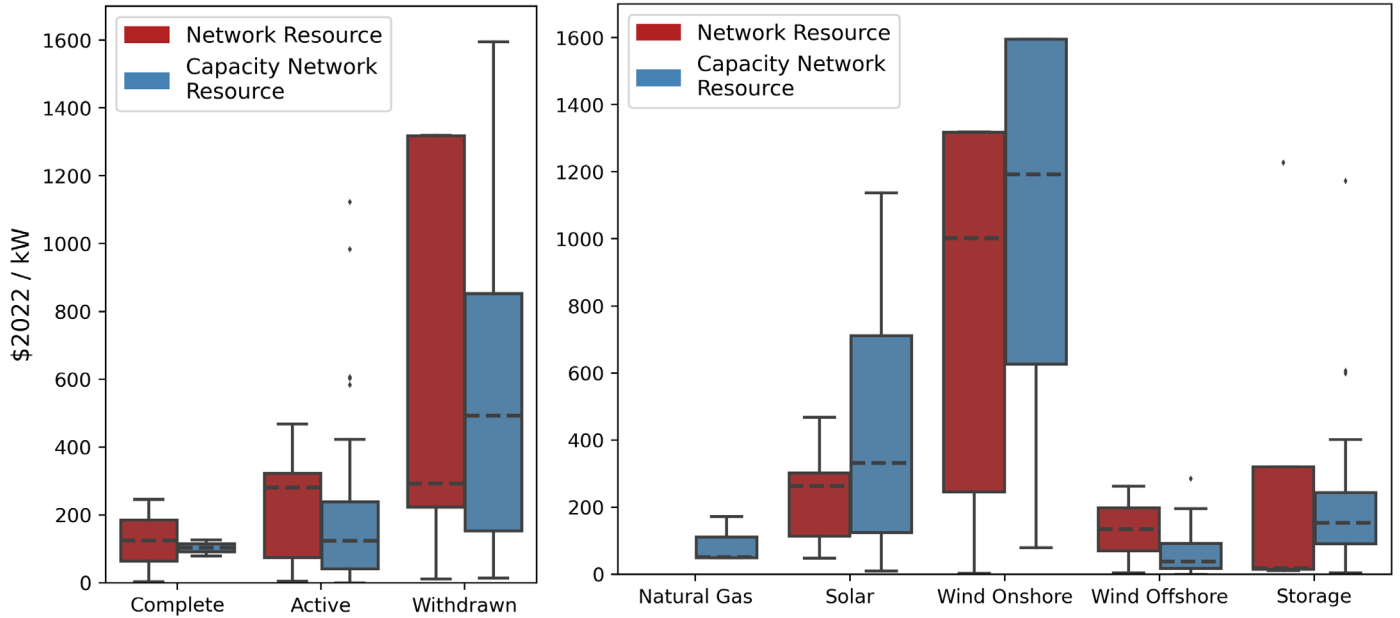 $2022 / kW
1600
1400
1200
1000
800
600
400
200
0
Network Resource
Capacity Network
Resource
Complete
Active
Withdrawn
1600
1400
1200
1000
800
600
400
200
0
Network Resource
Capacity Network
Resource
Natural Gas
Solar
Wind Onshore
Wind Offshore
Storage